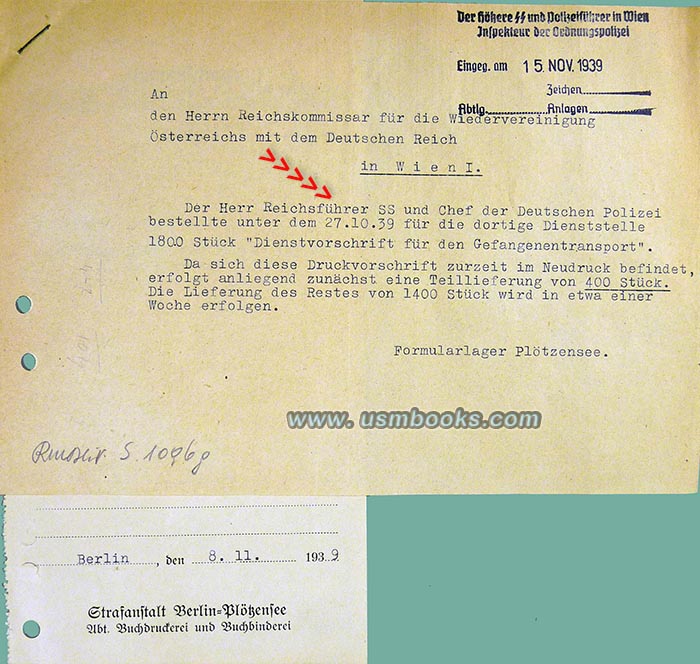 Der Höhere SS und Polizeiführer in Wien
Inspekteur der Ordnungspolizei
Eingeg. am 15. NOV. 1939
Zeichen
Abtlg. Anlagen
An
den Herrn Reichskommissar für die Wiedervereinigung
Österreichs mit dem Deutschen Reich
in Wien I.
Der Herr Reichsführer SS und Chef der Deutschen Polizei
bestellte unter dem 27.10.39 für die dortige Dienststelle
1800 Stück "Dienstvorschrift für den Gefangenentransport".
Da sich diese Druckvorschrift zurzeit im Neudruck befindet,
erfolgt anliegend zunächst eine Teillieferung von 400 Stück.
Die Lieferung des Restes von 1400 Stück wird in etwa einer
Woche erfolgen.
Formularlager Plötzensee.
www.usmbooks.com
Berlin, den 8. 11. 1939
Strafanstalt Berlin-Plötzensee
Abt. Buchdruckerei und Buchbinderei